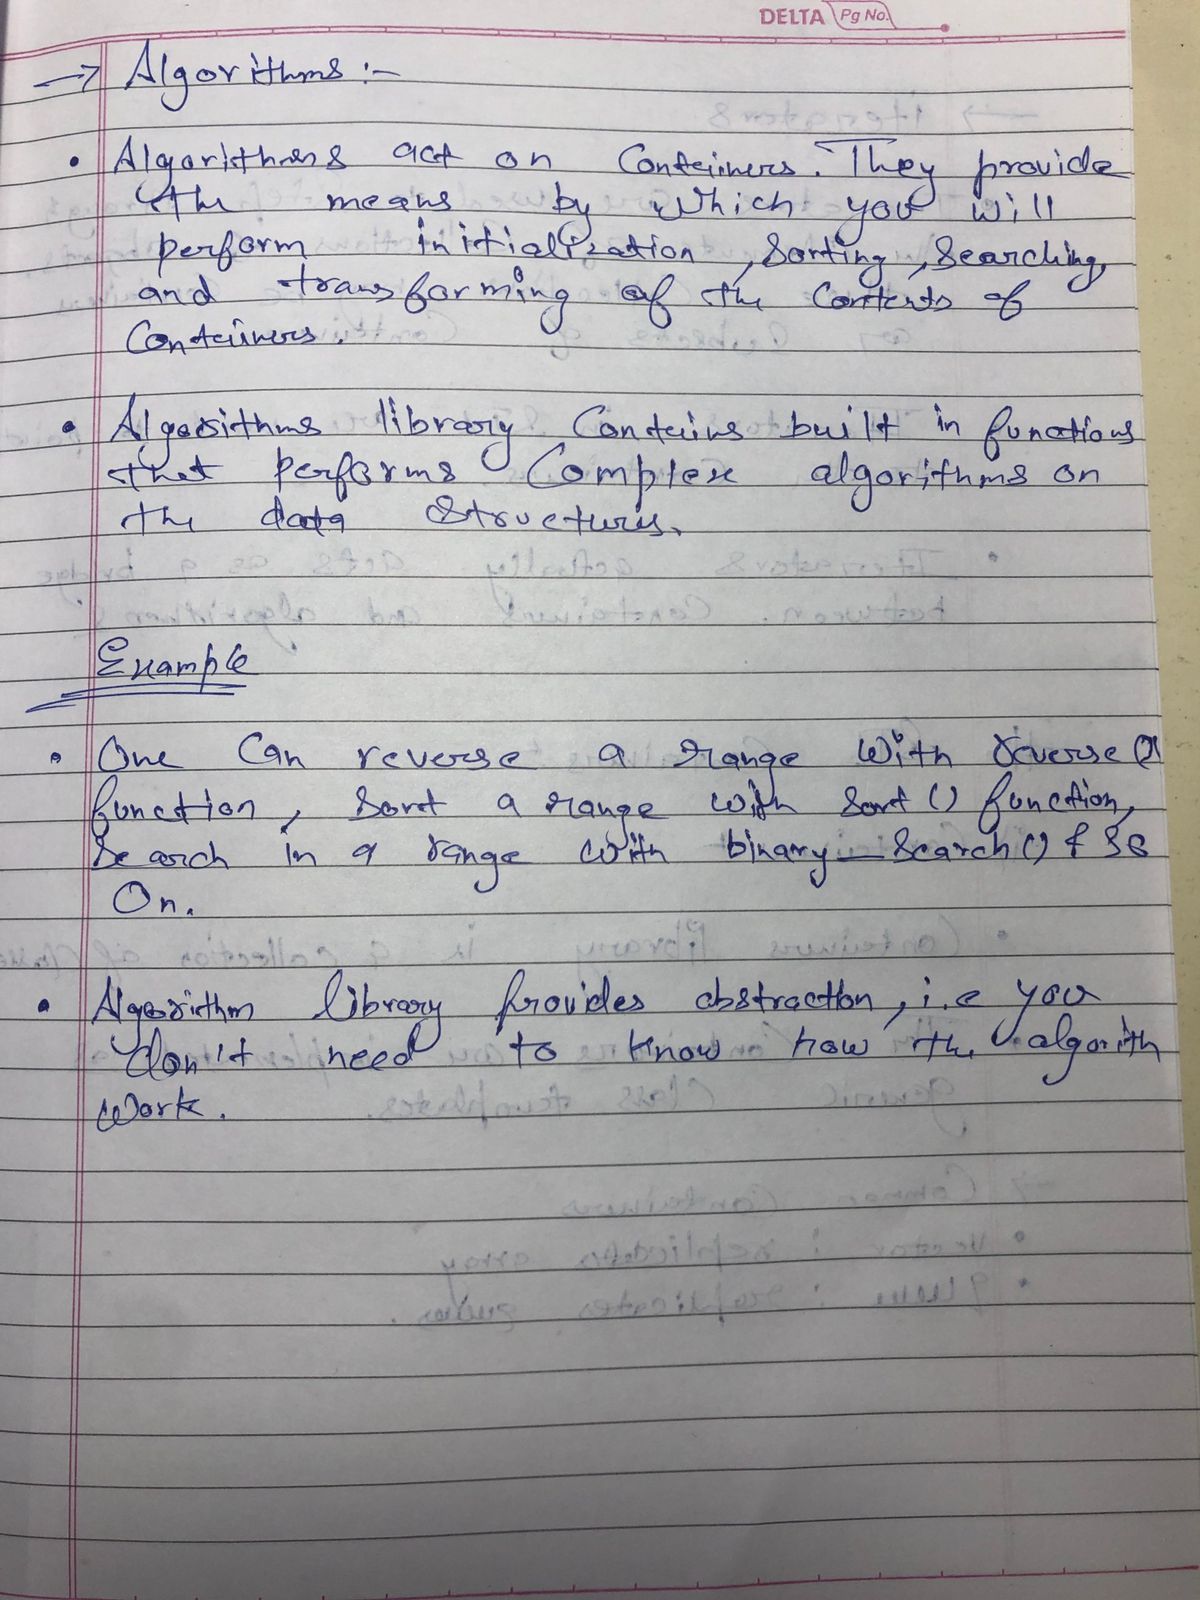 DELTA Pg No.
→ Algorithms :-
• Algorithms act on Containers. They provide
the means by which you will
perform initialization, Sorting, Searching,
and transforming of the Contents of
Containers.
• Algorithms library Contains built in functions
that performs Complex algorithms on
the data structures.
Example
• One Can reverse a range with reverse()
function, Sort a range with Sort () function,
Search in a range with binary_Search() & so
On.
• Algorithm library provides abstraction, i.e you
don't need to know how the algorith
work.